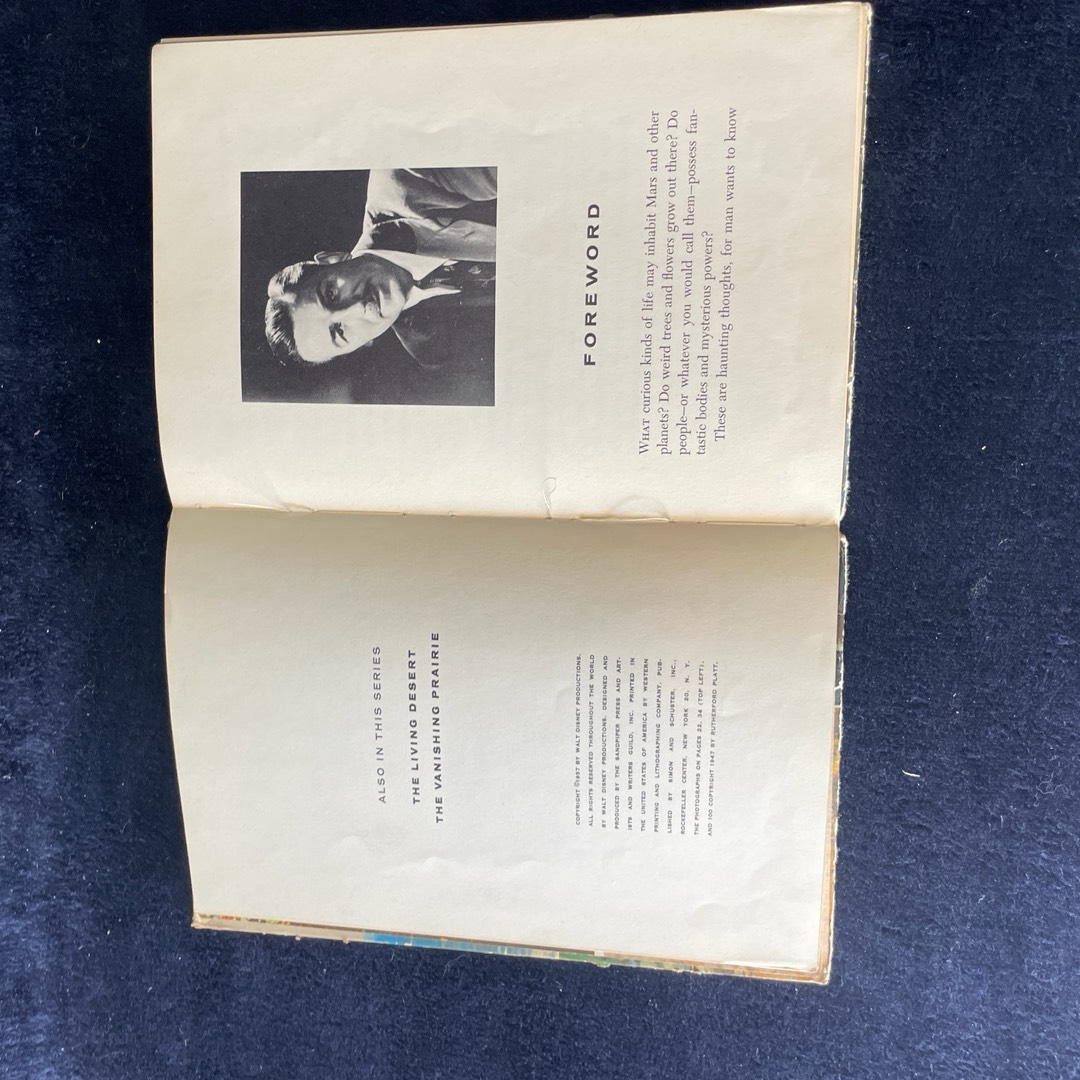 ALSO IN THIS SERIES
THE LIVING DESERT
THE VANISHING PRAIRIE
COPYRIGHT ©1957 BY WALT DISNEY PRODUCTIONS.
ALL RIGHTS RESERVED THROUGHOUT THE WORLD
BY WALT DISNEY PRODUCTIONS. DESIGNED AND
PRODUCED BY THE SANDPIPER PRESS AND ART-
ISTS AND WRITERS GUILD, INC. PRINTED IN
THE UNITED STATES OF AMERICA BY WESTERN
PRINTING AND LITHOGRAPHING COMPANY. PUB-
LISHED BY SIMON AND SCHUSTER, INC.,
ROCKEFELLER CENTER, NEW YORK 20, N. Y.
THE PHOTOGRAPHS ON PAGES 22, 34 (TOP LEFT),
AND 100 COPYRIGHT 1947 BY RUTHERFORD PLATT.
FOREWORD
WHAT curious kinds of life may inhabit Mars and other
planets? Do weird trees and flowers grow out there? Do
people—or whatever you would call them—possess fan-
tastic bodies and mysterious powers?
These are haunting thoughts, for man wants to know